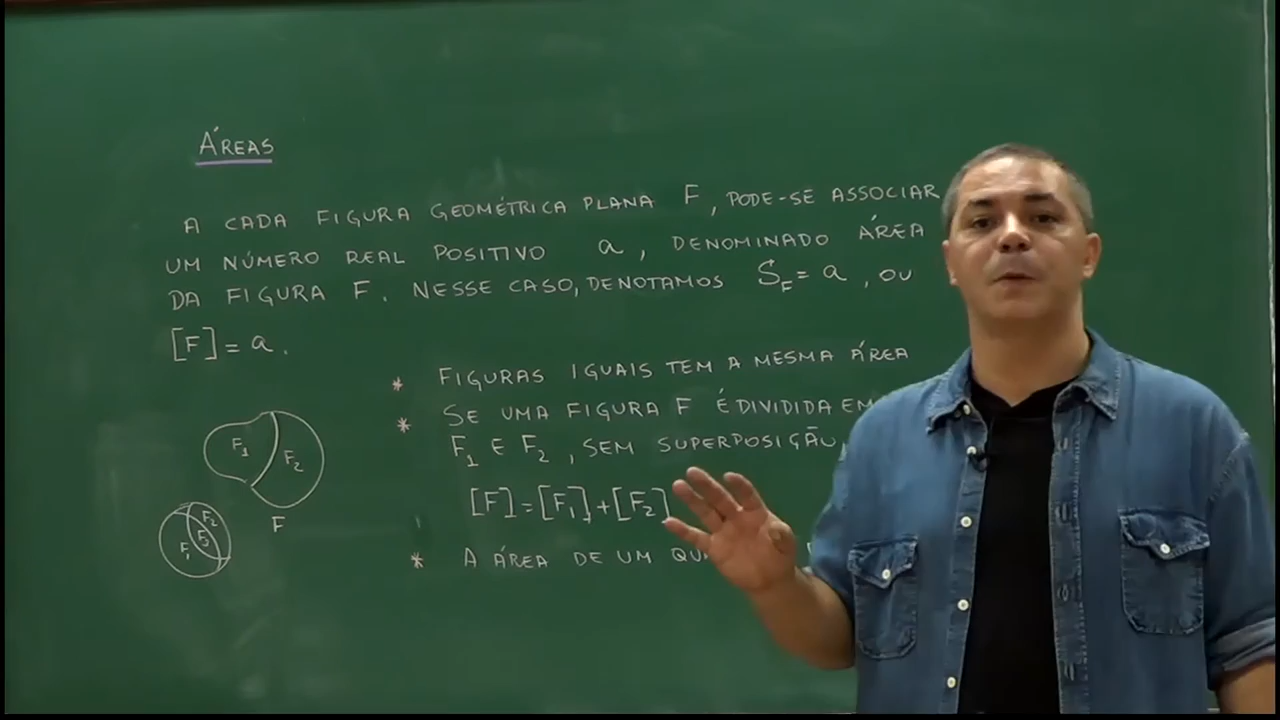 ÁREAS
A CADA FIGURA GEOMÉTRICA PLANA F, PODE-SE ASSOCIAR
UM NÚMERO REAL POSITIVO a, DENOMINADO ÁREA
DA FIGURA F. NESSE CASO, DENOTAMOS S_F = a, OU
[F] = a.
* FIGURAS IGUAIS TEM A MESMA ÁREA
* SE UMA FIGURA F É DIVIDIDA EM
F₁ E F₂, SEM SUPERPOSIÇÃO,
[F] = [F₁] + [F₂]
* A ÁREA DE UM
F₁
F₂
F
F₂
F₃
F₁